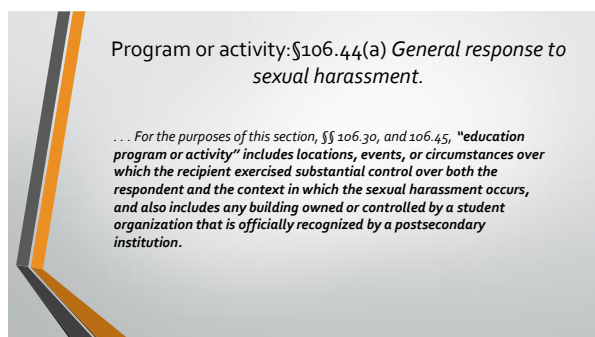 Program or activity:§106.44(a) General response to
sexual harassment.
. . . For the purposes of this section, §§ 106.30, and 106.45, “education
program or activity” includes locations, events, or circumstances over
which the recipient exercised substantial control over both the
respondent and the context in which the sexual harassment occurs,
and also includes any building owned or controlled by a student
organization that is officially recognized by a postsecondary
institution.